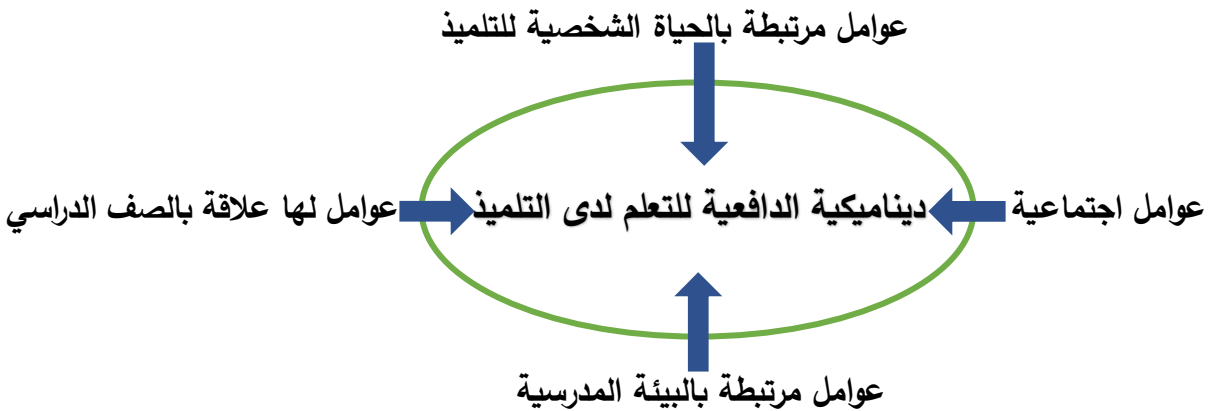 عوامل مرتبطة بالحياة الشخصية للتلميذ
عوامل اجتماعية
ديناميكية الدافعية للتعلم لدى التلميذ
عوامل لها علاقة بالصف الدراسي
عوامل مرتبطة بالبيئة المدرسية